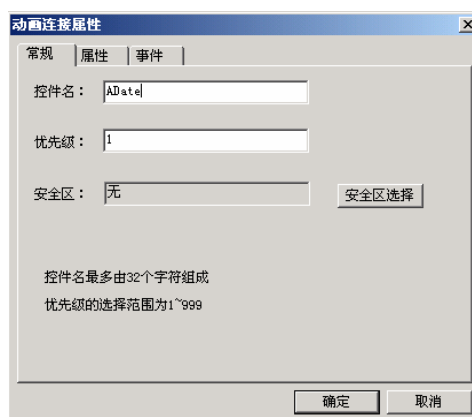 动画连接属性
常规 属性 事件
控件名： ADate
优先级： 1
安全区： 无 安全区选择
控件名最多由32个字符组成
优先级的选择范围为1~999
确定 取消